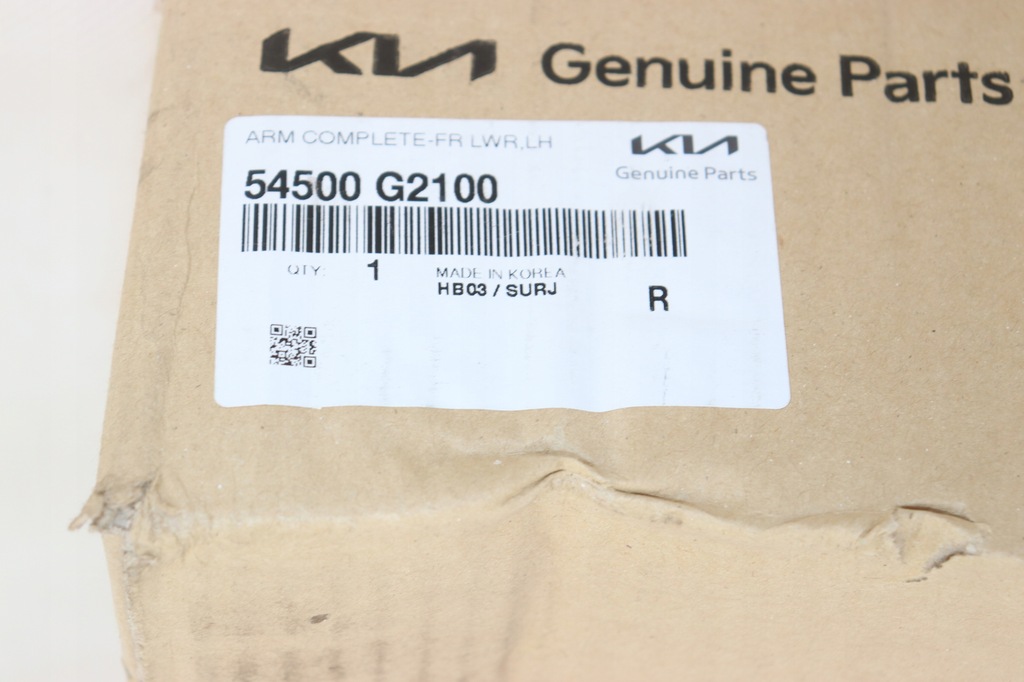 KIA Genuine Parts
ARM COMPLETE-FR LWR,LH
KIA
Genuine Parts
54500 G2100
QTY: 1
MADE IN KOREA
HB03 / SURJ
R